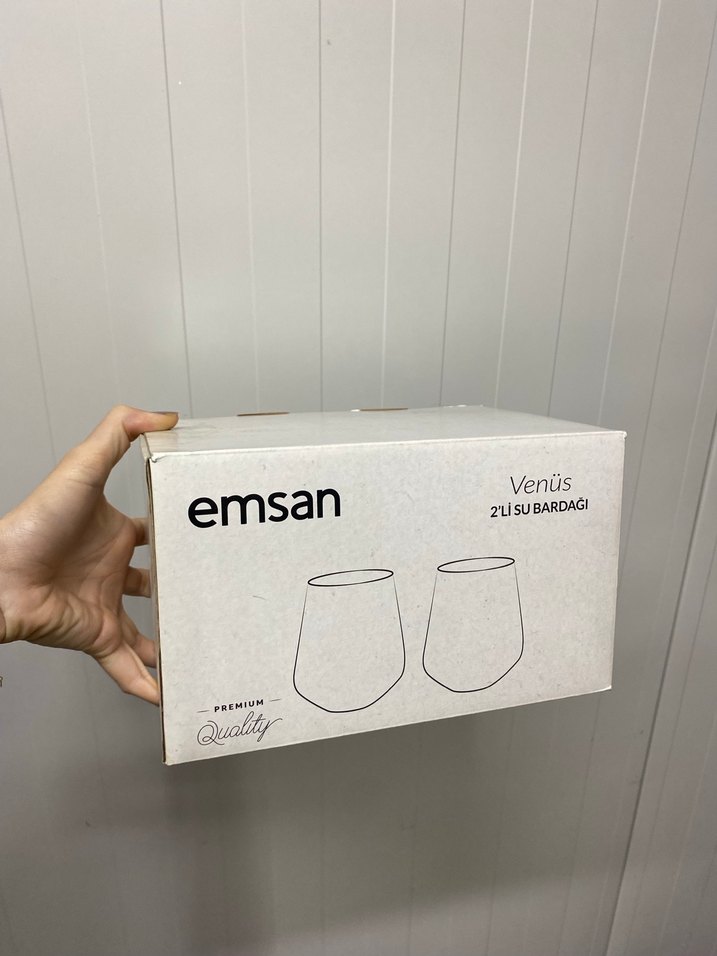 emsan
Venüs
2'Lİ SU BARDAĞI
PREMIUM
Quality